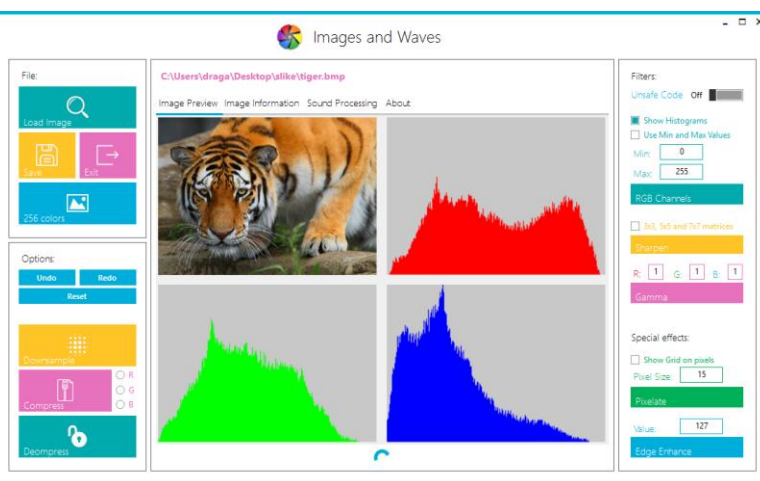 Images and Waves
File:
Load Image
Save
Exit
256 colors
Options:
Undo
Redo
Reset
Downsample
Compress
R
G
B
Deompress
C:\Users\draga\Desktop\slike\tiger.bmp
Image Preview Image Information Sound Processing About
Filters:
Unsafe Code Off
Show Histograms
Use Min and Max Values
Min: 0
Max: 255
RGB Channels
3x3, 5x5 and 7x7 matrices
Sharpen
R: 1 G: 1 B: 1
Gamma
Special effects:
Show Grid on pixels
Pixel Size: 15
Pixelate
Value: 127
Edge Enhance